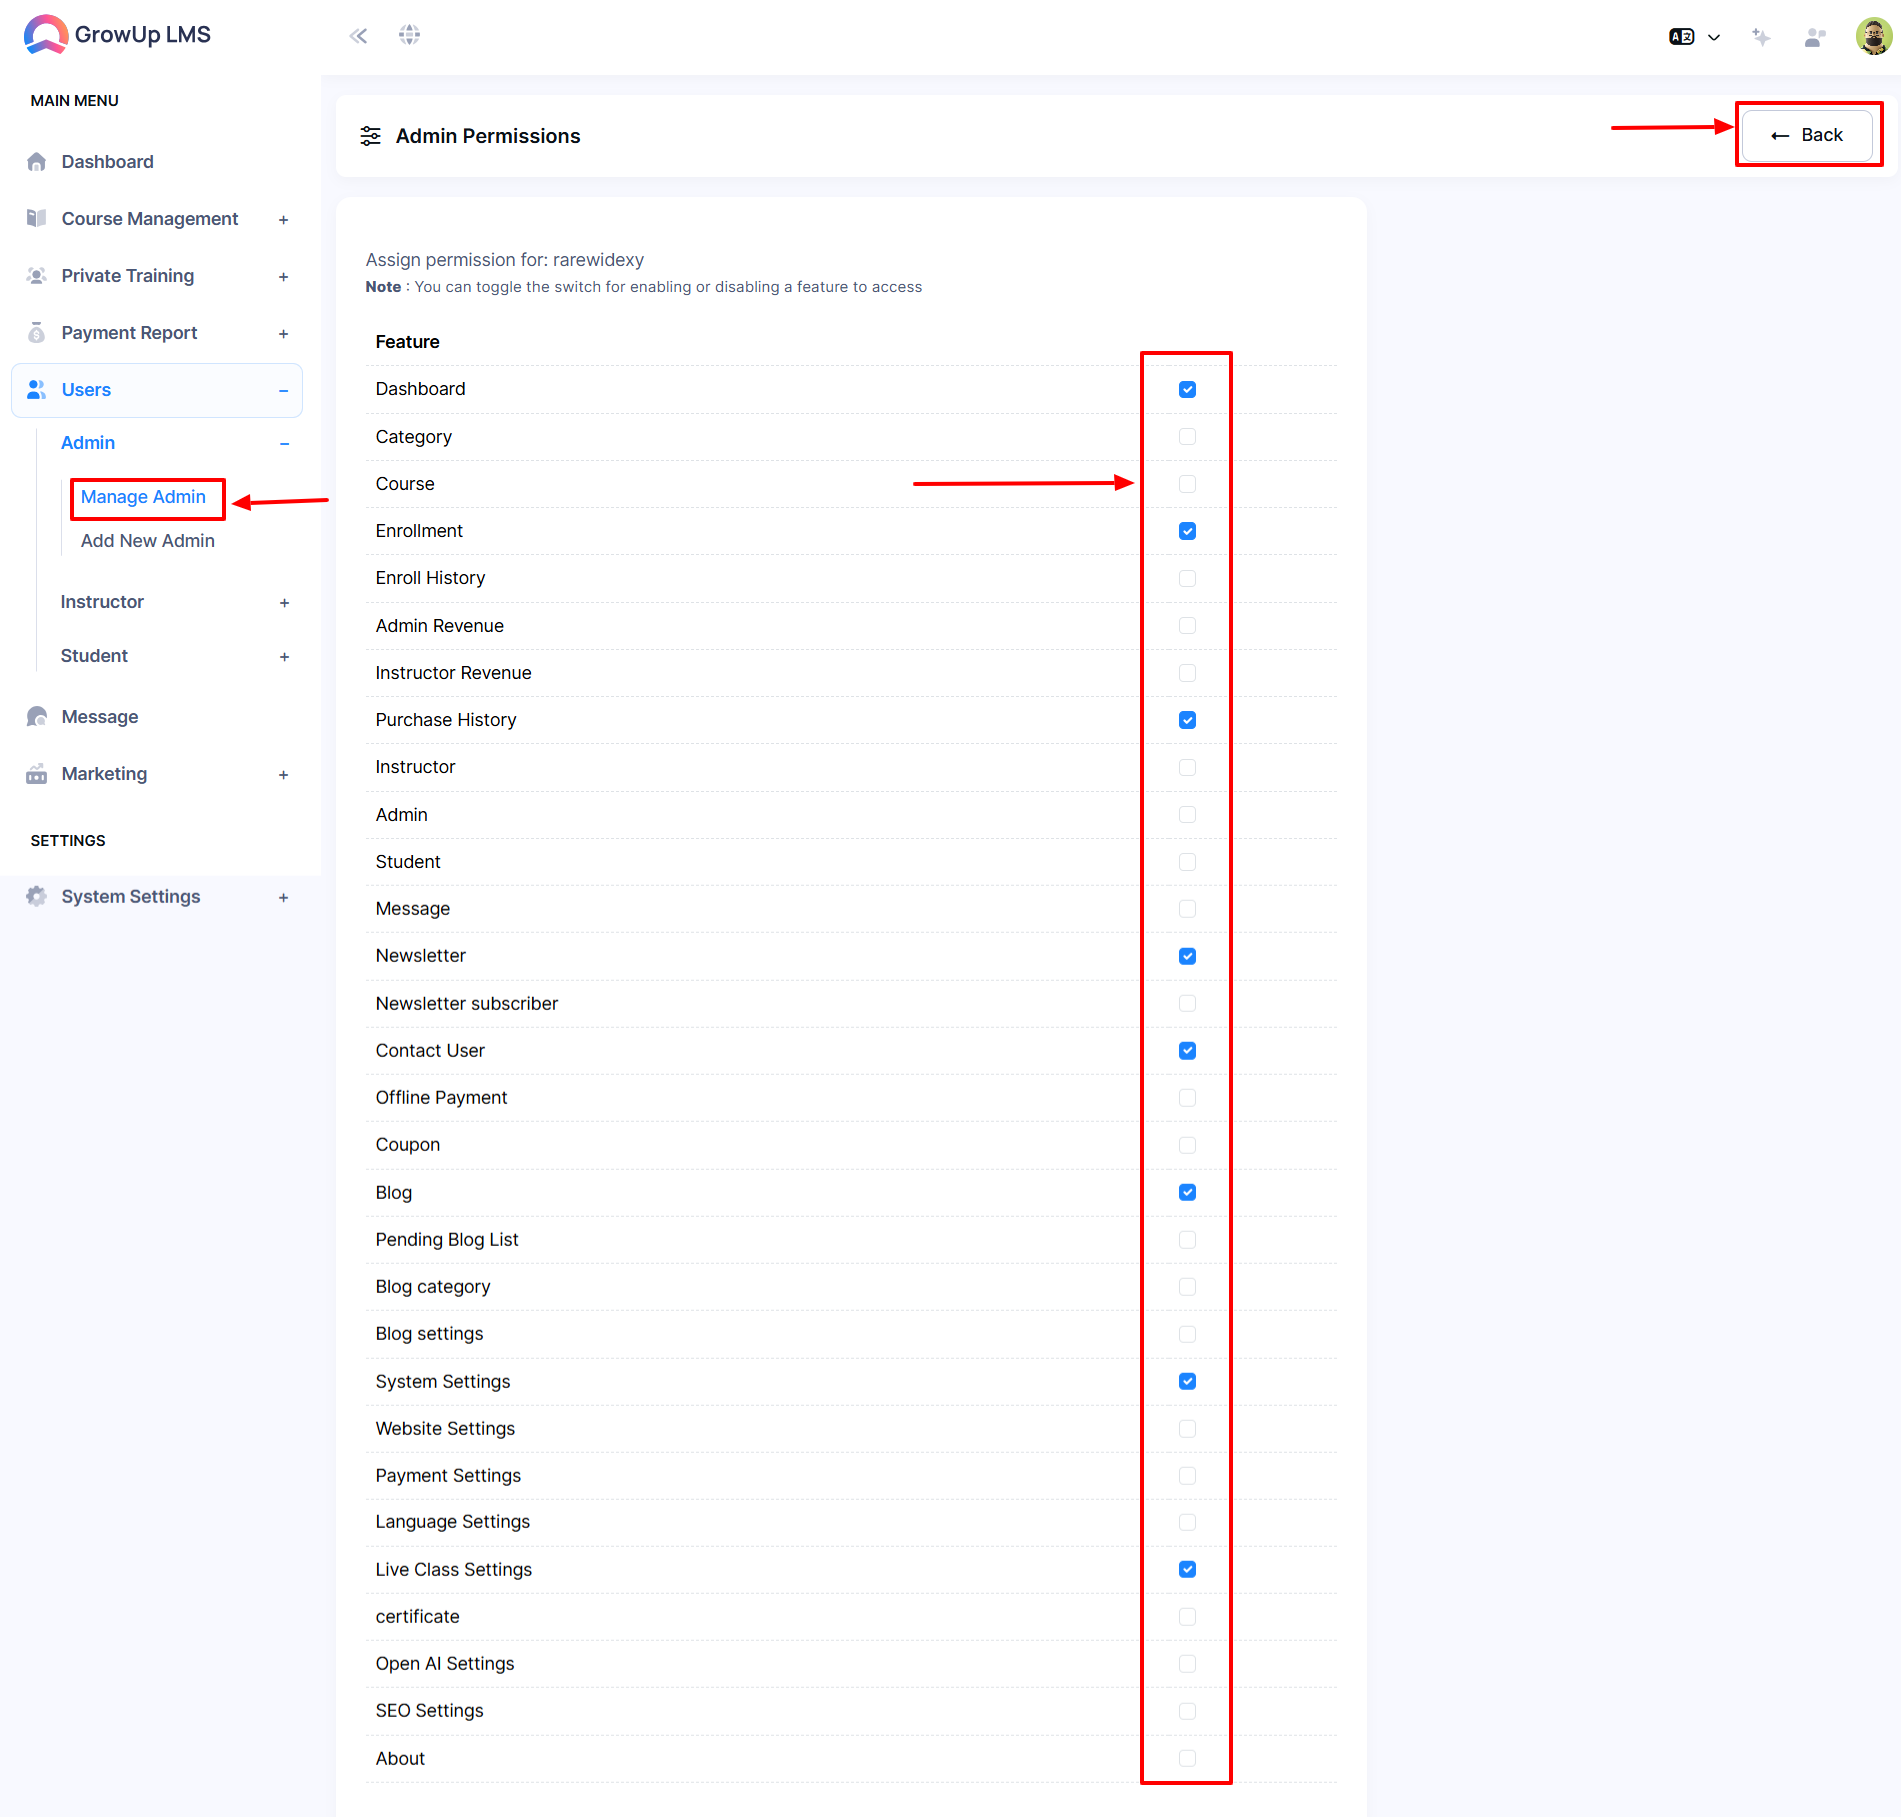 GrowUp LMS
MAIN MENU
Dashboard
Course Management +
Private Training +
Payment Report +
Users −
Admin −
Manage Admin
Add New Admin
Instructor +
Student +
Message
Marketing +
SETTINGS
System Settings +
Admin Permissions
← Back
Assign permission for: rarewidexy
Note : You can toggle the switch for enabling or disabling a feature to access
Feature
Dashboard
Category
Course
Enrollment
Enroll History
Admin Revenue
Instructor Revenue
Purchase History
Instructor
Admin
Student
Message
Newsletter
Newsletter subscriber
Contact User
Offline Payment
Coupon
Blog
Pending Blog List
Blog category
Blog settings
System Settings
Website Settings
Payment Settings
Language Settings
Live Class Settings
certificate
Open AI Settings
SEO Settings
About